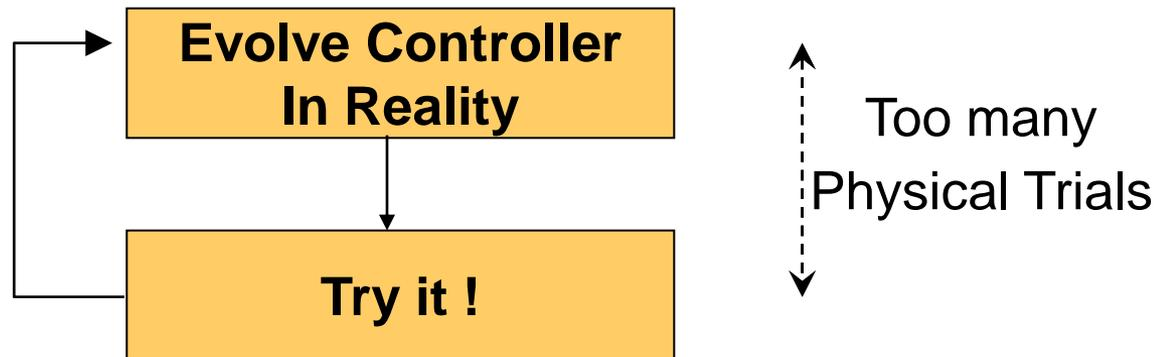 Evolve Controller
In Reality
Too many
Physical Trials
Try it !